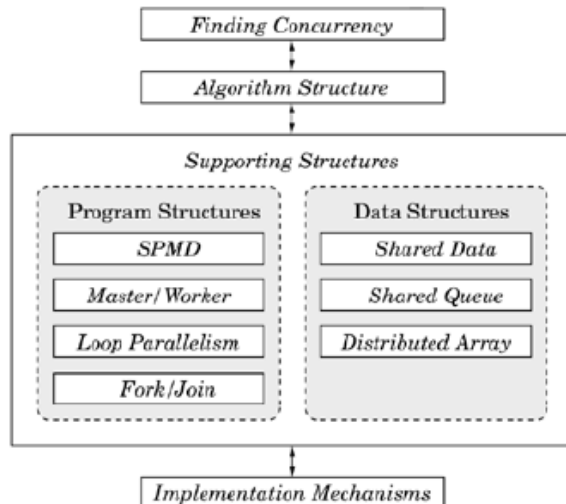 Finding Concurrency
Algorithm Structure
Supporting Structures
Program Structures
SPMD
Master/Worker
Loop Parallelism
Fork/Join
Data Structures
Shared Data
Shared Queue
Distributed Array
Implementation Mechanisms